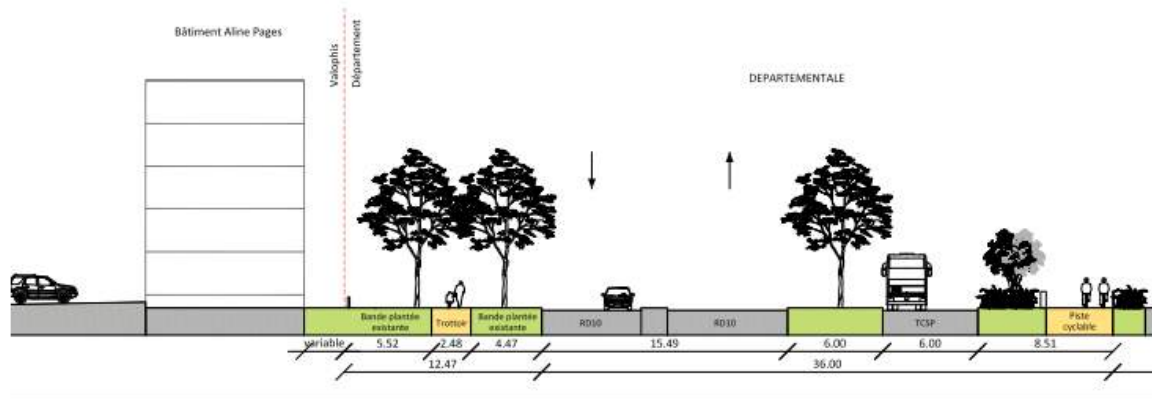 Bâtiment Aline Pages
Valophis
Département
DEPARTEMENTALE
Bande plantée
existante
Trottoir
Bande plantée
existante
RD10
RD10
TCSP
Piste
cyclable
variable
5.52
2.48
4.47
15.49
6.00
6.00
8.51
12.47
36.00